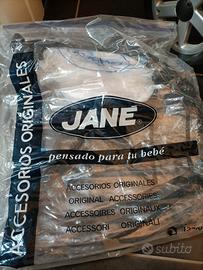 ACCESORIOS ORIGINALES
JANE
pensado para tu bebé
ACCESORIOS ORIGINALES
ORIGINAL ACCESSORIES
ACCESSOIRES ORIGINAUX
ACCESSORI ORIGINALI
subito